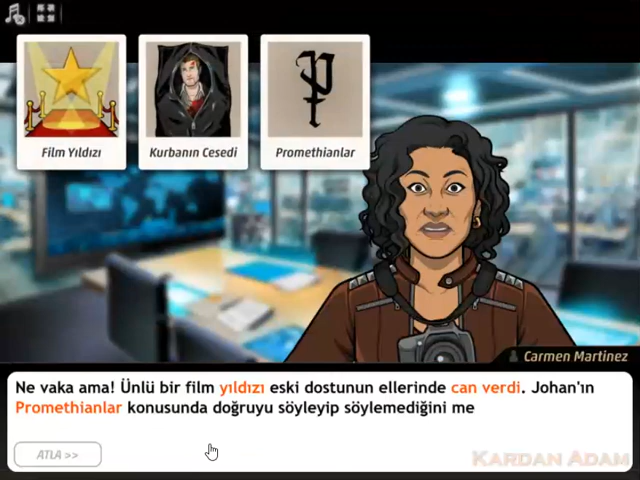 Film Yıldızı
Kurbanın Cesedi
Promethianlar
Carmen Martinez
Ne vaka ama! Ünlü bir film yıldızı eski dostunun ellerinde can verdi. Johan'ın
Promethianlar konusunda doğruyu söyleyip söylemediğini me
ATLA >>
KARDAN ADAM